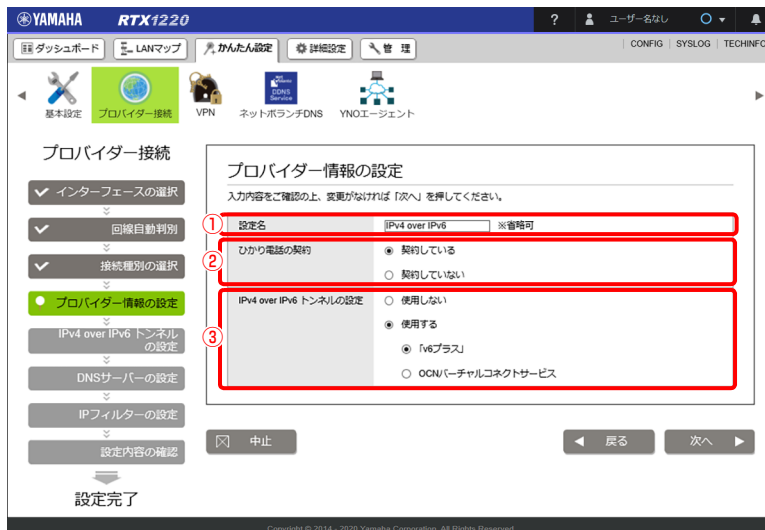 YAMAHA RTX1220 ? ユーザー名なし
ダッシュボード LANマップ かんたん設定 詳細設定 管 理 CONFIG SYSLOG TECHINFO
基本設定 プロバイダー接続 VPN DDNS Service ネットボランチDNS YNOエージェント
プロバイダー接続
インターフェースの選択
回線自動判別
接続種別の選択
プロバイダー情報の設定
IPv4 over IPv6 トンネル
の設定
DNSサーバーの設定
IPフィルターの設定
設定内容の確認
設定完了
プロバイダー情報の設定
入力内容をご確認の上、変更がなければ「次へ」を押してください。
① 設定名 IPv4 over IPv6 ※省略可
② ひかり電話の契約 契約している
契約していない
③ IPv4 over IPv6 トンネルの設定 使用しない
使用する
「v6プラス」
OCNバーチャルコネクトサービス
中止 戻る 次へ
Copyright © 2014 - 2020 Yamaha Corporation. All Rights Reserved.